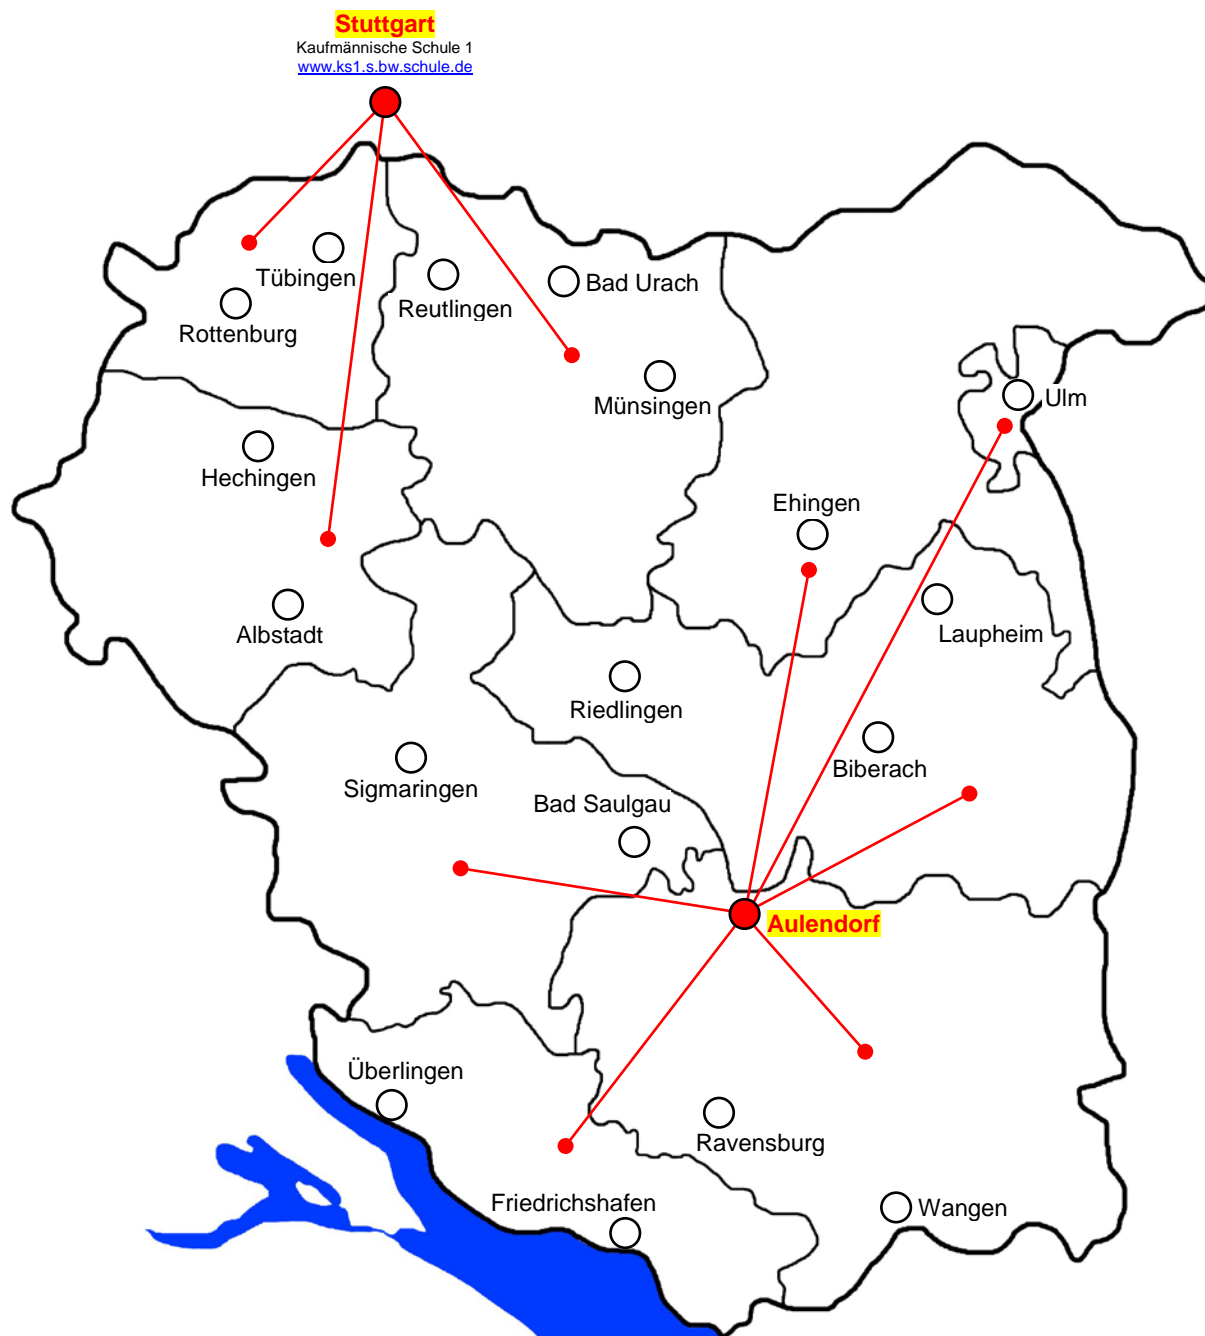 Stuttgart
Kaufmännische Schule 1
www.ks1.s.bw.schule.de
Tübingen
Reutlingen
Bad Urach
Rottenburg
Münsingen
Ulm
Hechingen
Ehingen
Albstadt
Laupheim
Riedlingen
Sigmaringen
Biberach
Bad Saulgau
Aulendorf
Überlingen
Ravensburg
Friedrichshafen
Wangen